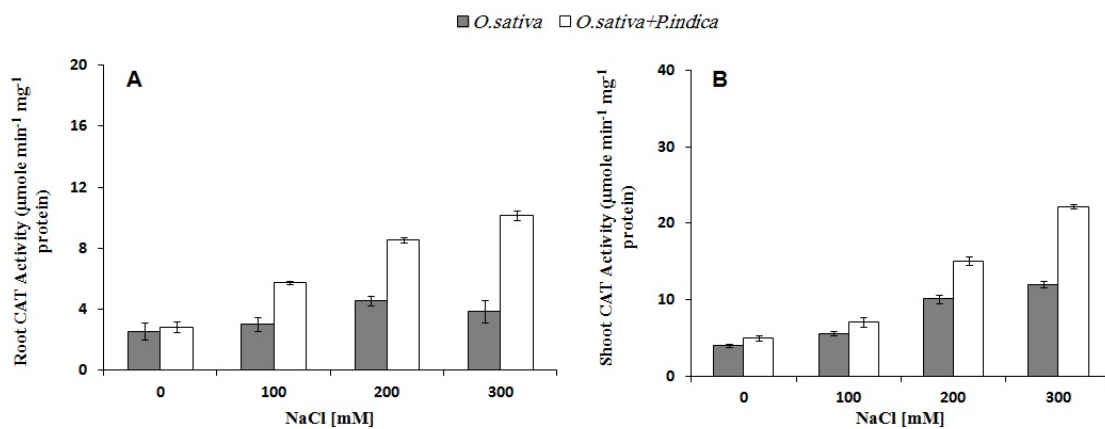 O.sativa O.sativa+P.indica
A
Root CAT Activity (µmole min-1 mg-1
protein)
20
16
12
8
4
0
0 100 200 300
NaCl [mM]
B
Shoot CAT Activity (µmole min-1 mg-1
protein)
40
30
20
10
0
0 100 200 300
NaCl [mM]